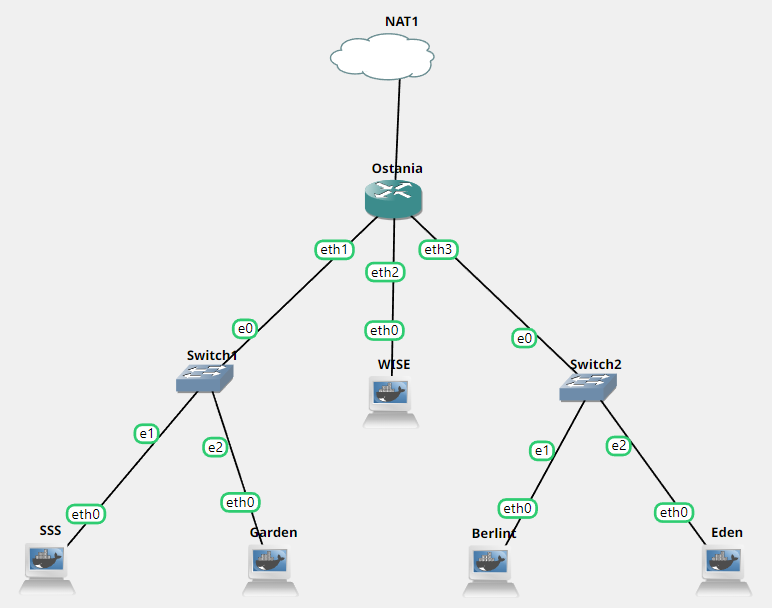 NAT1
Ostania
eth1
eth2
eth3
e0
eth0
e0
Switch1
WISE
Switch2
e1
e2
e1
e2
eth0
eth0
eth0
eth0
SSS
Garden
Berlint
Eden